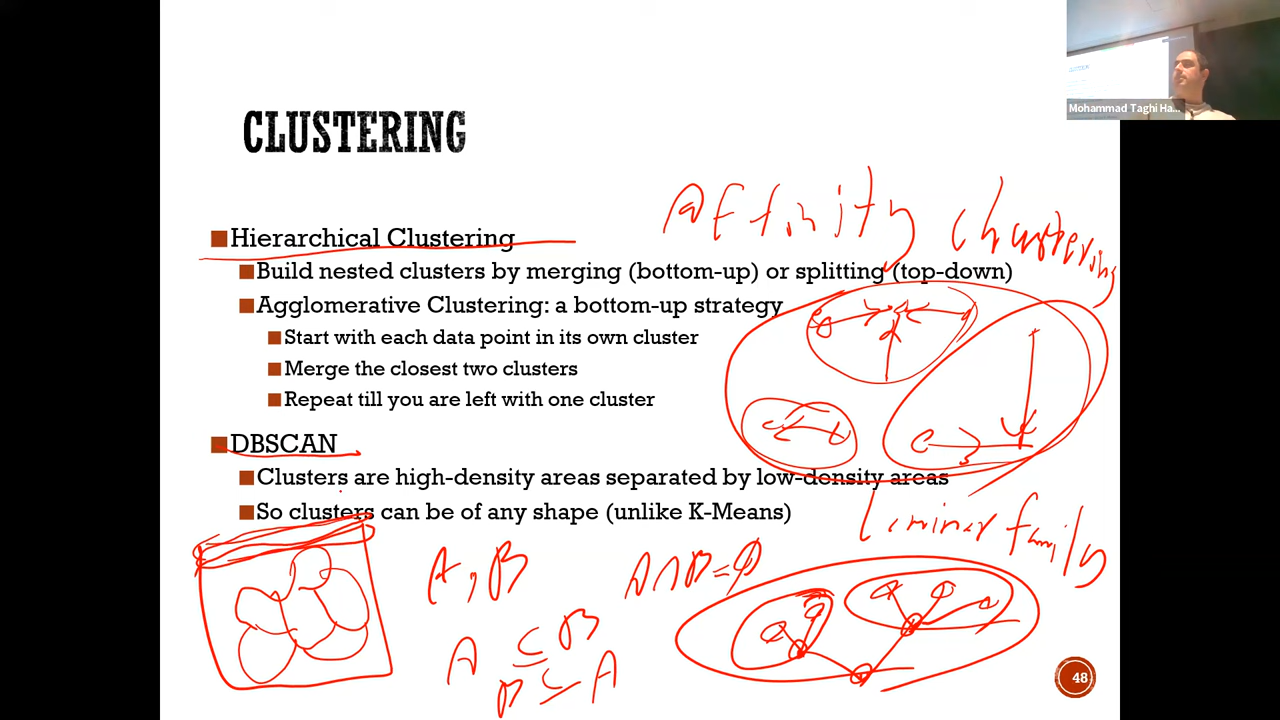 Mohammad Taghi Ha...
CLUSTERING
Affinity clustering
Hierarchical Clustering
Build nested clusters by merging (bottom-up) or splitting (top-down)
Agglomerative Clustering: a bottom-up strategy
Start with each data point in its own cluster
Merge the closest two clusters
Repeat till you are left with one cluster
DBSCAN
Clusters are high-density areas separated by low-density areas
So clusters can be of any shape (unlike K-Means)
Laminar family
A, B
A ∩ B = ∅
A ⊆ B
B ⊆ A
48